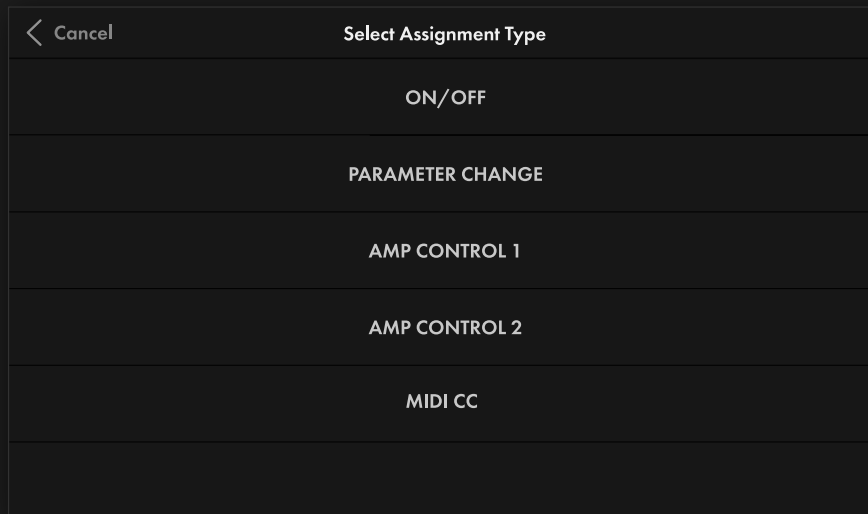 Cancel
Select Assignment Type
ON/OFF
PARAMETER CHANGE
AMP CONTROL 1
AMP CONTROL 2
MIDI CC